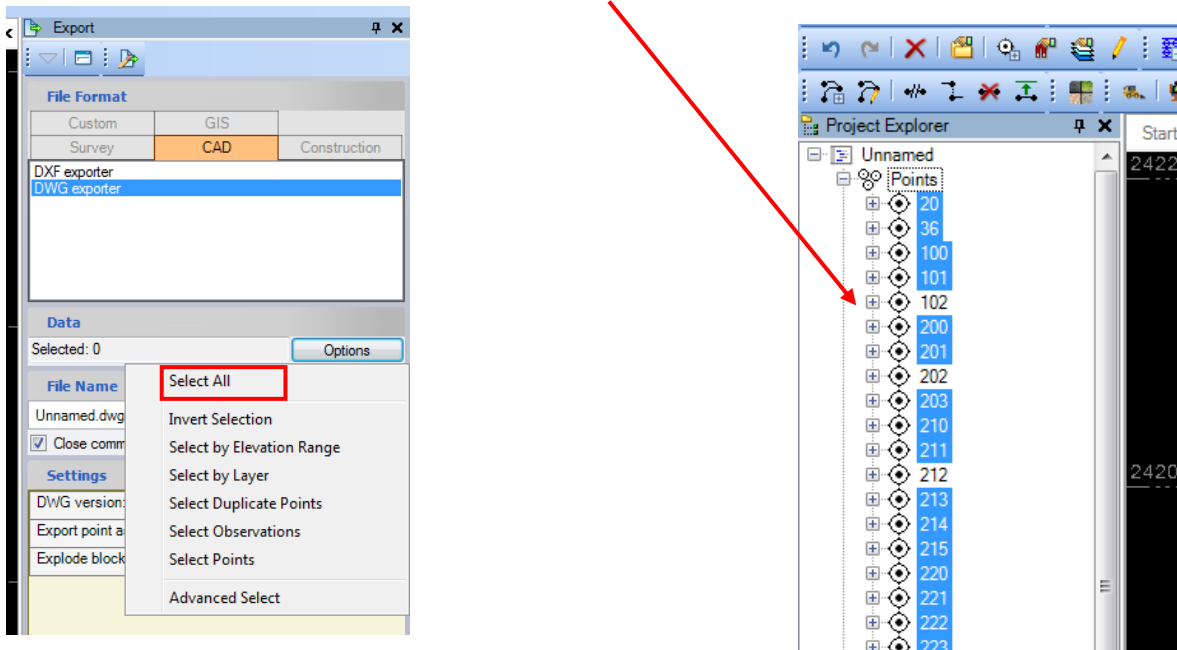 Export
File Format
Custom GIS
Survey CAD Construction
DXF exporter
DWG exporter
Data
Selected: 0 Options
File Name
Unnamed.dwg
Close comm
Settings
DWG version:
Export point a
Explode block
Select All
Invert Selection
Select by Elevation Range
Select by Layer
Select Duplicate Points
Select Observations
Select Points
Advanced Select
Project Explorer
Unnamed
Points
20
36
100
101
102
200
201
202
203
210
211
212
213
214
215
220
221
222
223
Start
2422
2420